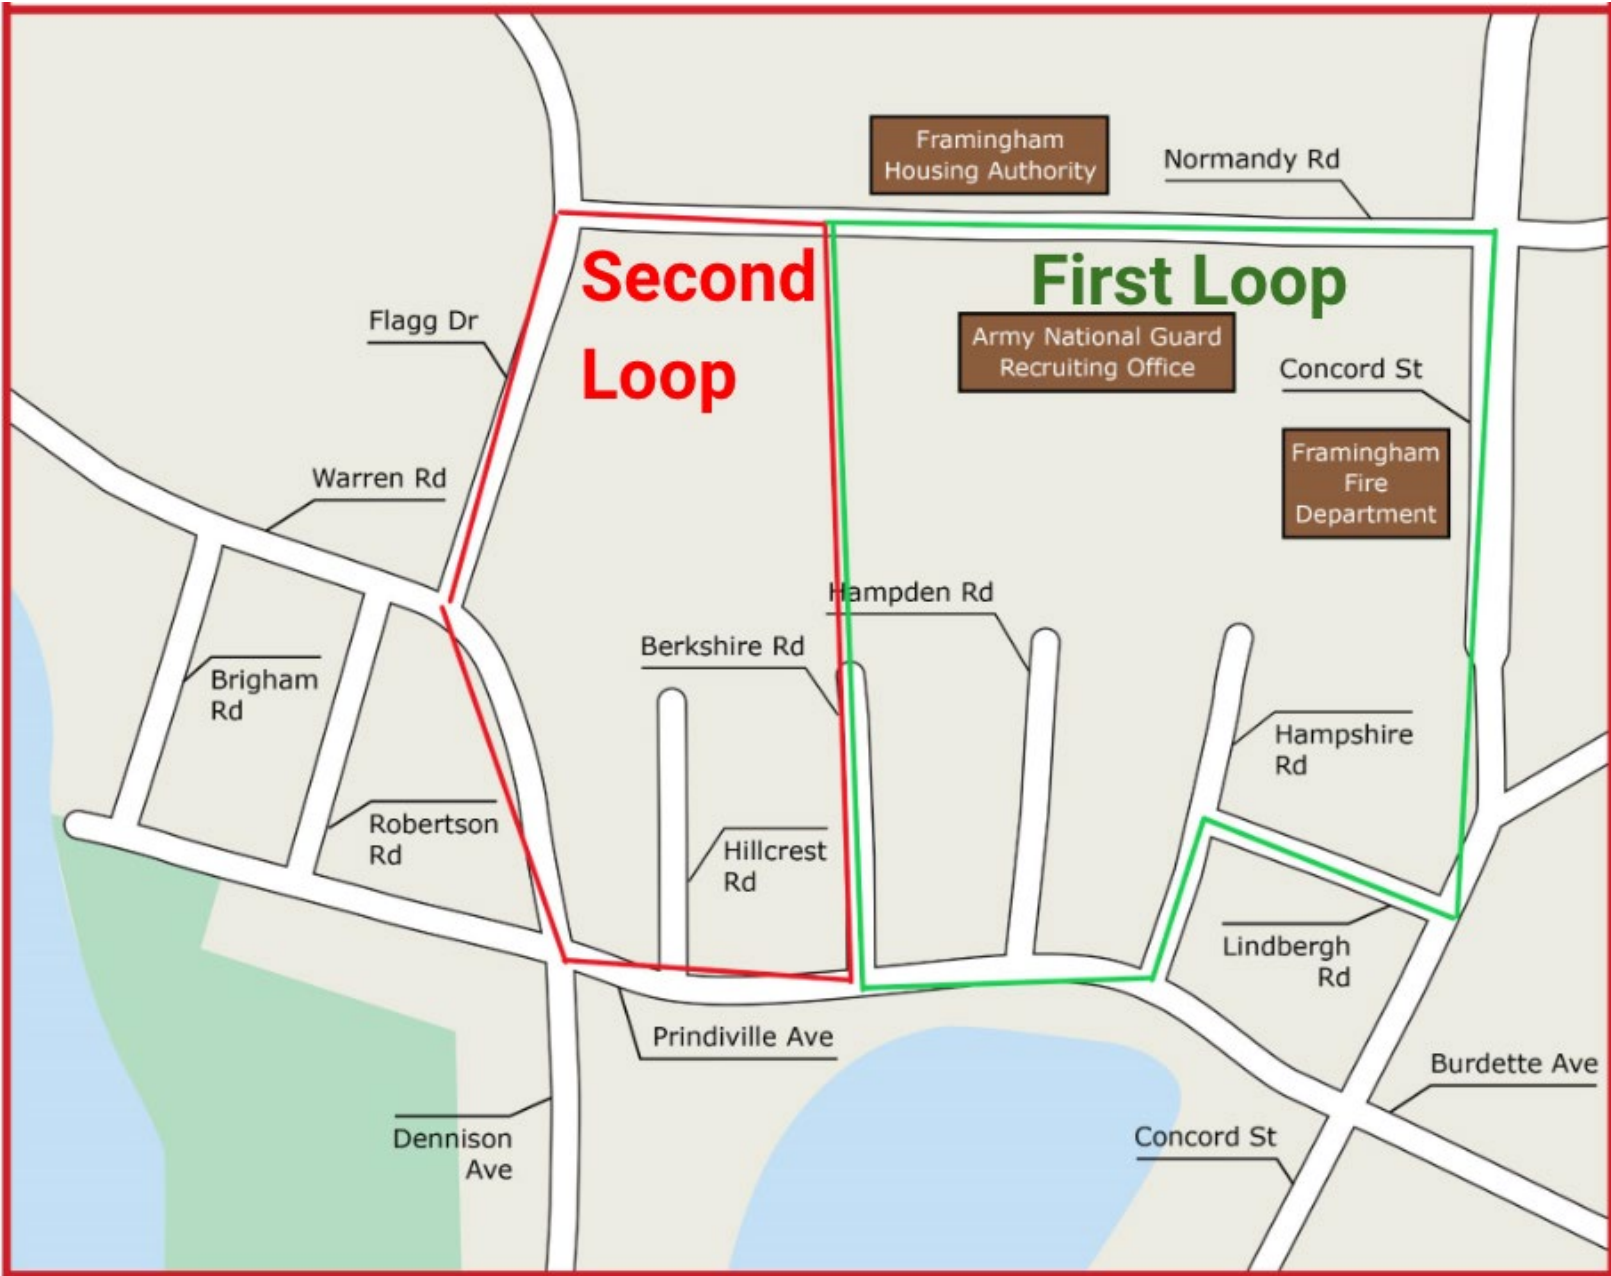 Framingham
Housing Authority
Normandy Rd
Second
Loop
First Loop
Flagg Dr
Army National Guard
Recruiting Office
Concord St
Framingham
Fire
Department
Warren Rd
Hampden Rd
Berkshire Rd
Brigham
Rd
Hampshire
Rd
Robertson
Rd
Hillcrest
Rd
Lindbergh
Rd
Prindiville Ave
Burdette Ave
Dennison
Ave
Concord St